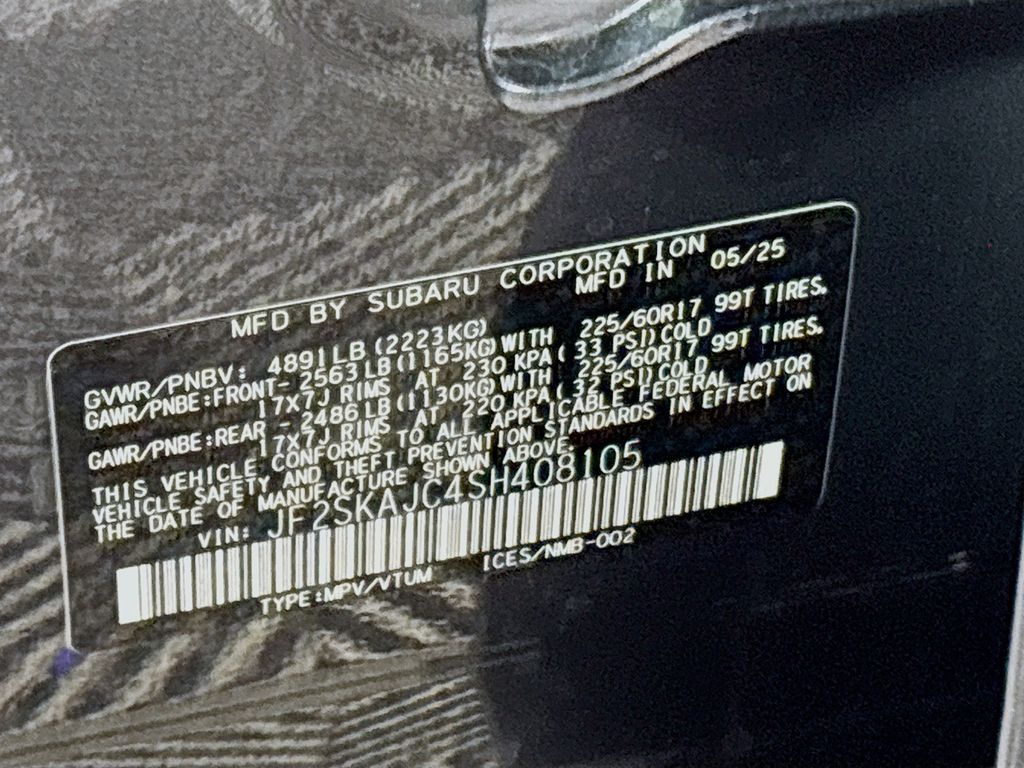 MFD BY SUBARU CORPORATION
MFD IN 05/25
GVWR/PNBV: 4891LB (2223KG)
GAWR/PNBE:FRONT- 2563LB(1165KG)WITH 225/60R17 99T TIRES.
17X7J RIMS AT 230 KPA( 33 PSI)COLD
GAWR/PNBE:REAR - 2486LB(1130KG)WITH 225/60R17 99T TIRES.
17X7J RIMS AT 220 KPA( 32 PSI)COLD
THIS VEHICLE CONFORMS TO ALL APPLICABLE FEDERAL MOTOR
VEHICLE SAFETY AND THEFT PREVENTION STANDARDS IN EFFECT ON
THE DATE OF MANUFACTURE SHOWN ABOVE.
VIN: JF2SKAJC4SH408105
TYPE:MPV/VTUM ICES/NMB-002